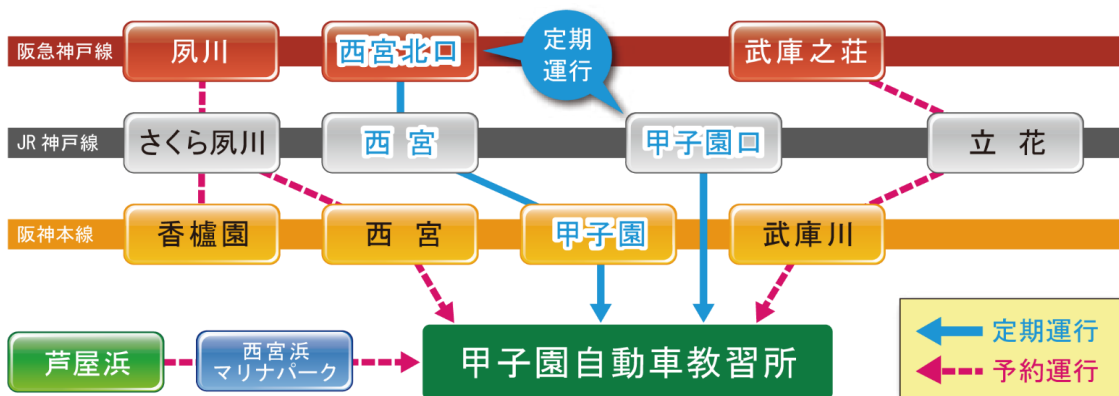 阪急神戸線
夙川
西宮北口
定期
運行
武庫之荘
JR 神戸線
さくら夙川
西宮
甲子園口
立花
阪神本線
香櫨園
西宮
甲子園
武庫川
芦屋浜
西宮浜
マリナパーク
甲子園自動車教習所
定期運行
予約運行